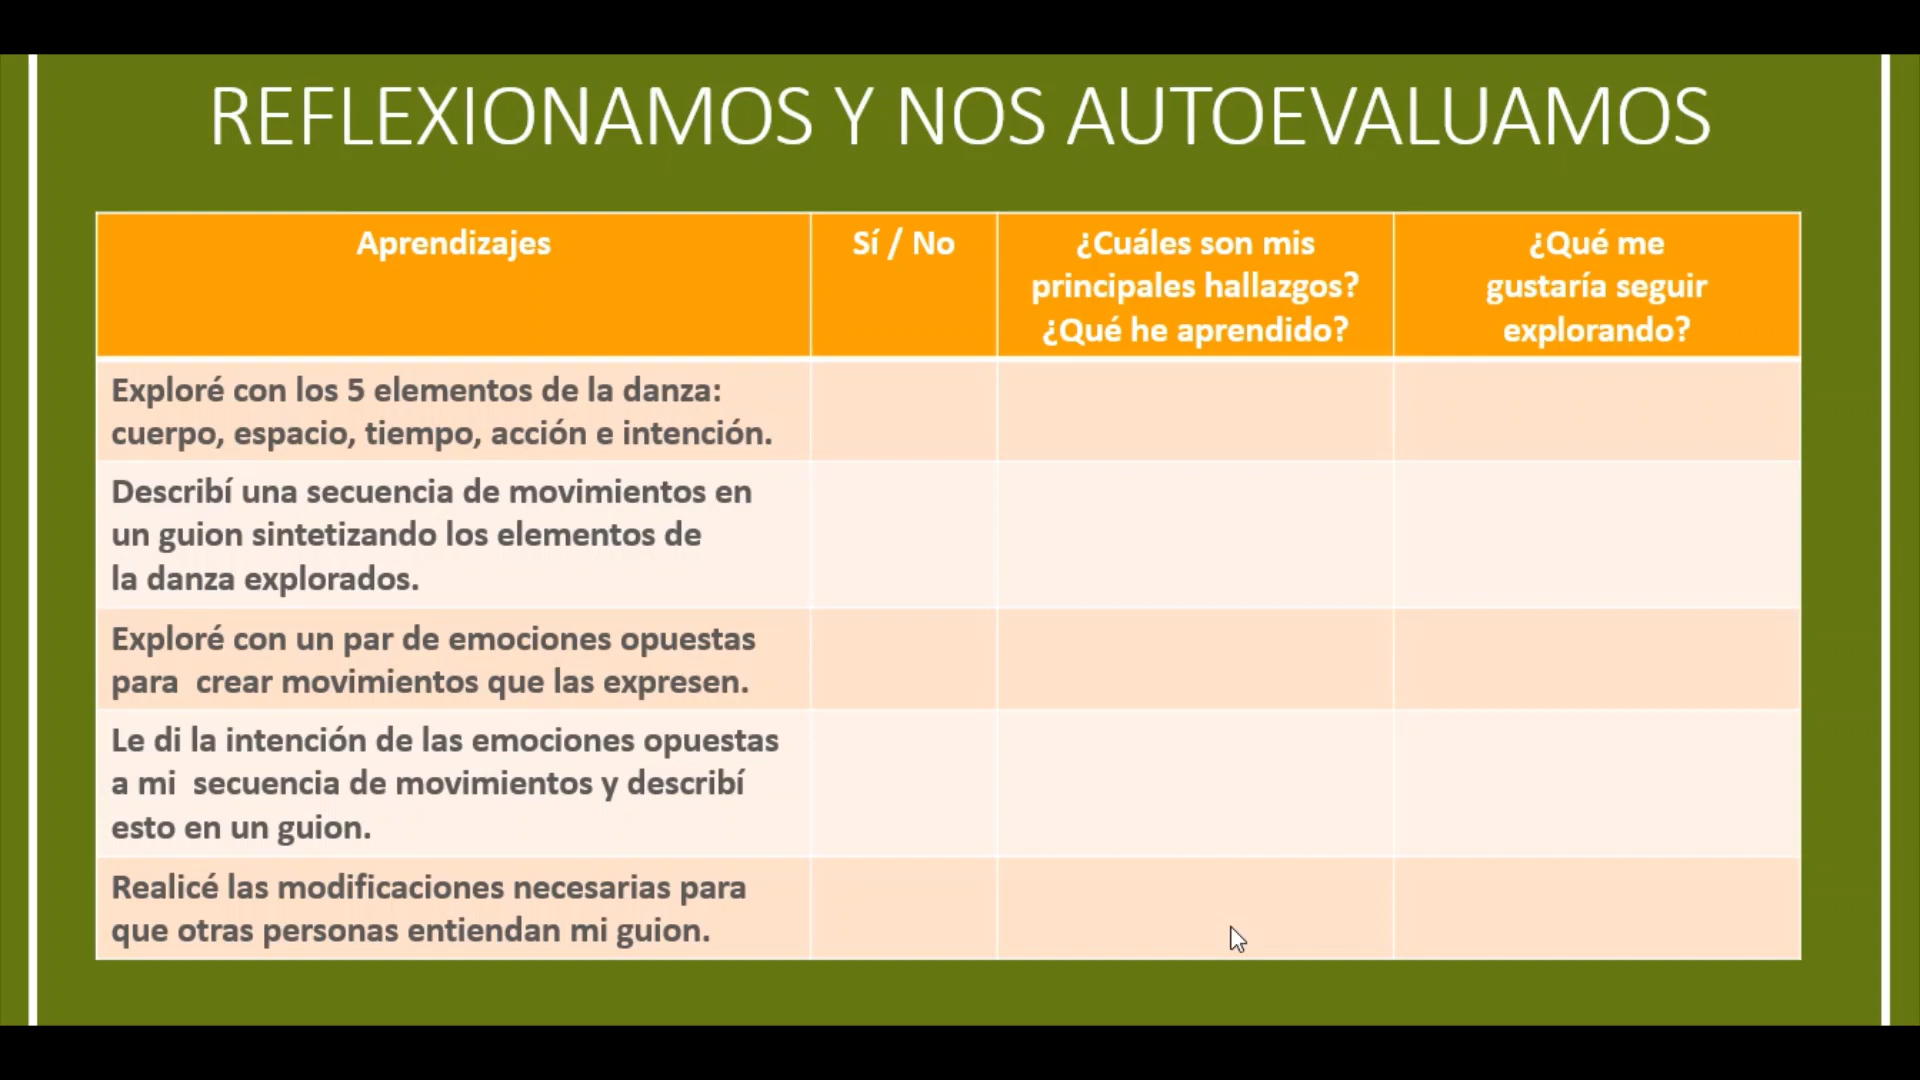 REFLEXIONAMOS Y NOS AUTOEVALUAMOS
Aprendizajes
Sí / No
¿Cuáles son mis
principales hallazgos?
¿Qué he aprendido?
¿Qué me
gustaría seguir
explorando?
Exploré con los 5 elementos de la danza:
cuerpo, espacio, tiempo, acción e intención.
Describí una secuencia de movimientos en
un guion sintetizando los elementos de
la danza explorados.
Exploré con un par de emociones opuestas
para  crear movimientos que las expresen.
Le di la intención de las emociones opuestas
a mi  secuencia de movimientos y describí
esto en un guion.
Realicé las modificaciones necesarias para
que otras personas entiendan mi guion.